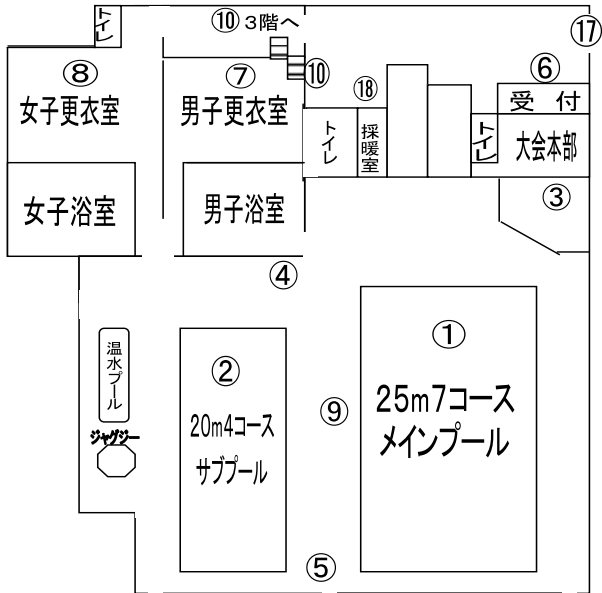 トイレ
⑩ 3階へ
⑰
⑧
女子更衣室
⑦
男子更衣室
⑩
⑱
トイレ
採暖室
⑥
受 付
トイレ
大会本部
女子浴室
男子浴室
③
④
温水プール
ジャグジー
②
20m4コース
サブプール
⑨
①
25m7コース
メインプール
⑤